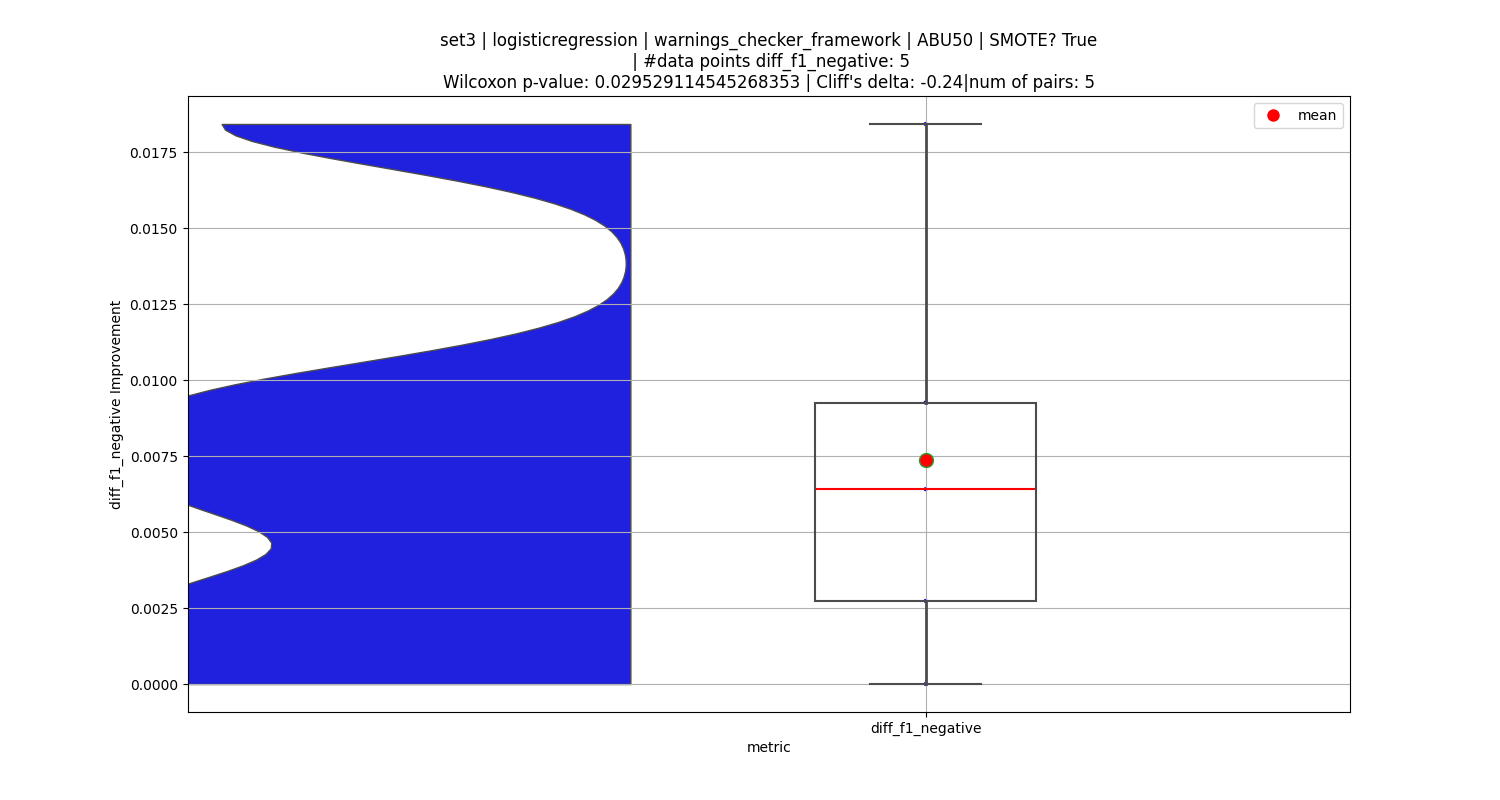 set3 | logisticregression | warnings_checker_framework | ABU50 | SMOTE? True
| #data points diff_f1_negative: 5
Wilcoxon p-value: 0.029529114545268353 | Cliff's delta: -0.24|num of pairs: 5
mean
0.0175
0.0150
0.0125
0.0100
0.0075
0.0050
0.0025
0.0000
diff_f1_negative Improvement
diff_f1_negative
metric